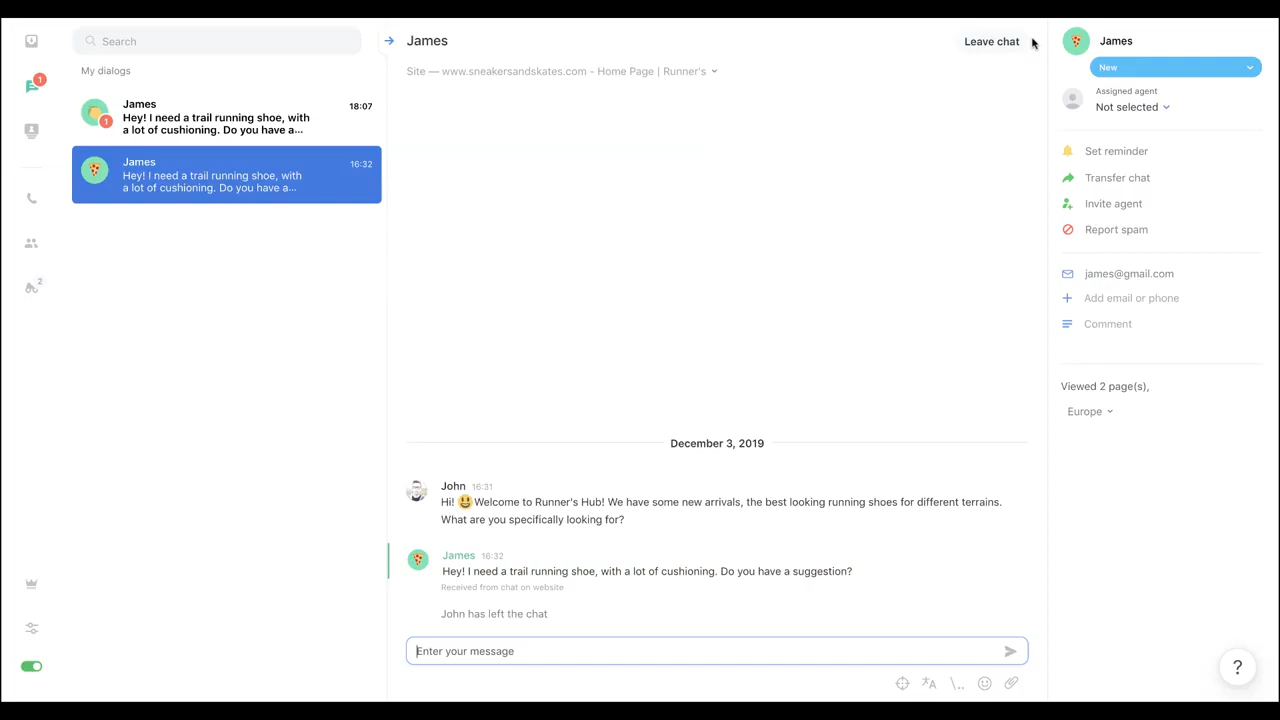 1
2
Search
My dialogs
James
18:07
Hey! I need a trail running shoe, with
a lot of cushioning. Do you have a...
1
James
16:32
Hey! I need a trail running shoe, with
a lot of cushioning. Do you have a...
James
Leave chat
Site — www.sneakersandskates.com - Home Page | Runner's
December 3, 2019
John 16:31
Hi! 😃 Welcome to Runner's Hub! We have some new arrivals, the best looking running shoes for different terrains.
What are you specifically looking for?
James 16:32
Hey! I need a trail running shoe, with a lot of cushioning. Do you have a suggestion?
Received from chat on website
John has left the chat
Enter your message
James
New
Assigned agent
Not selected
Set reminder
Transfer chat
Invite agent
Report spam
james@gmail.com
Add email or phone
Comment
Viewed 2 page(s),
Europe
?